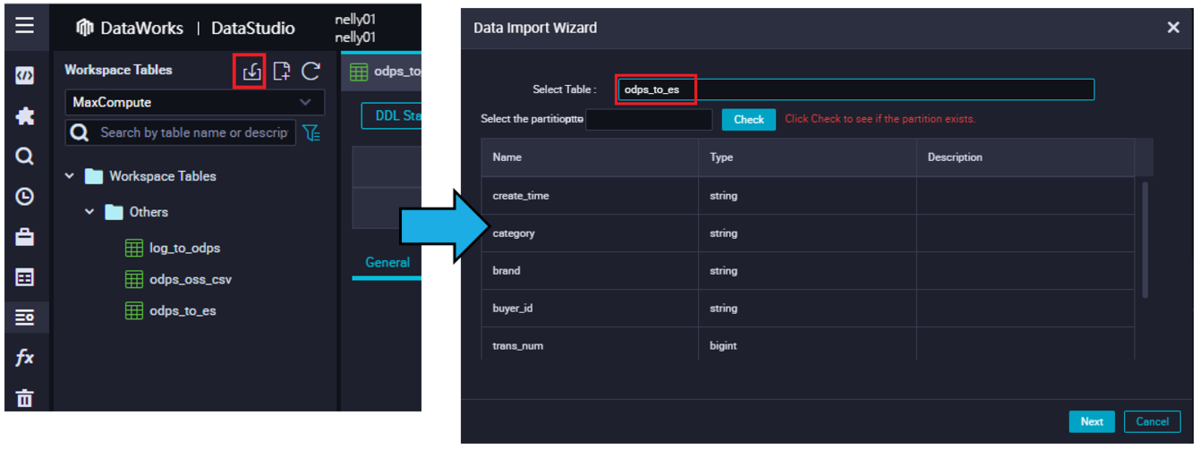 DataWorks | DataStudio
nelly01
nelly01
Workspace Tables
MaxCompute
Search by table name or descrip
Workspace Tables
Others
log_to_odps
odps_oss_csv
odps_to_es
fx
odps_to
DDL Sta
General
Data Import Wizard
Select Table :
odps_to_es
Select the partition
Check
Click Check to see if the partition exists.
Name Type Description
create_time string
category string
brand string
buyer_id string
trans_num bigint
Next
Cancel